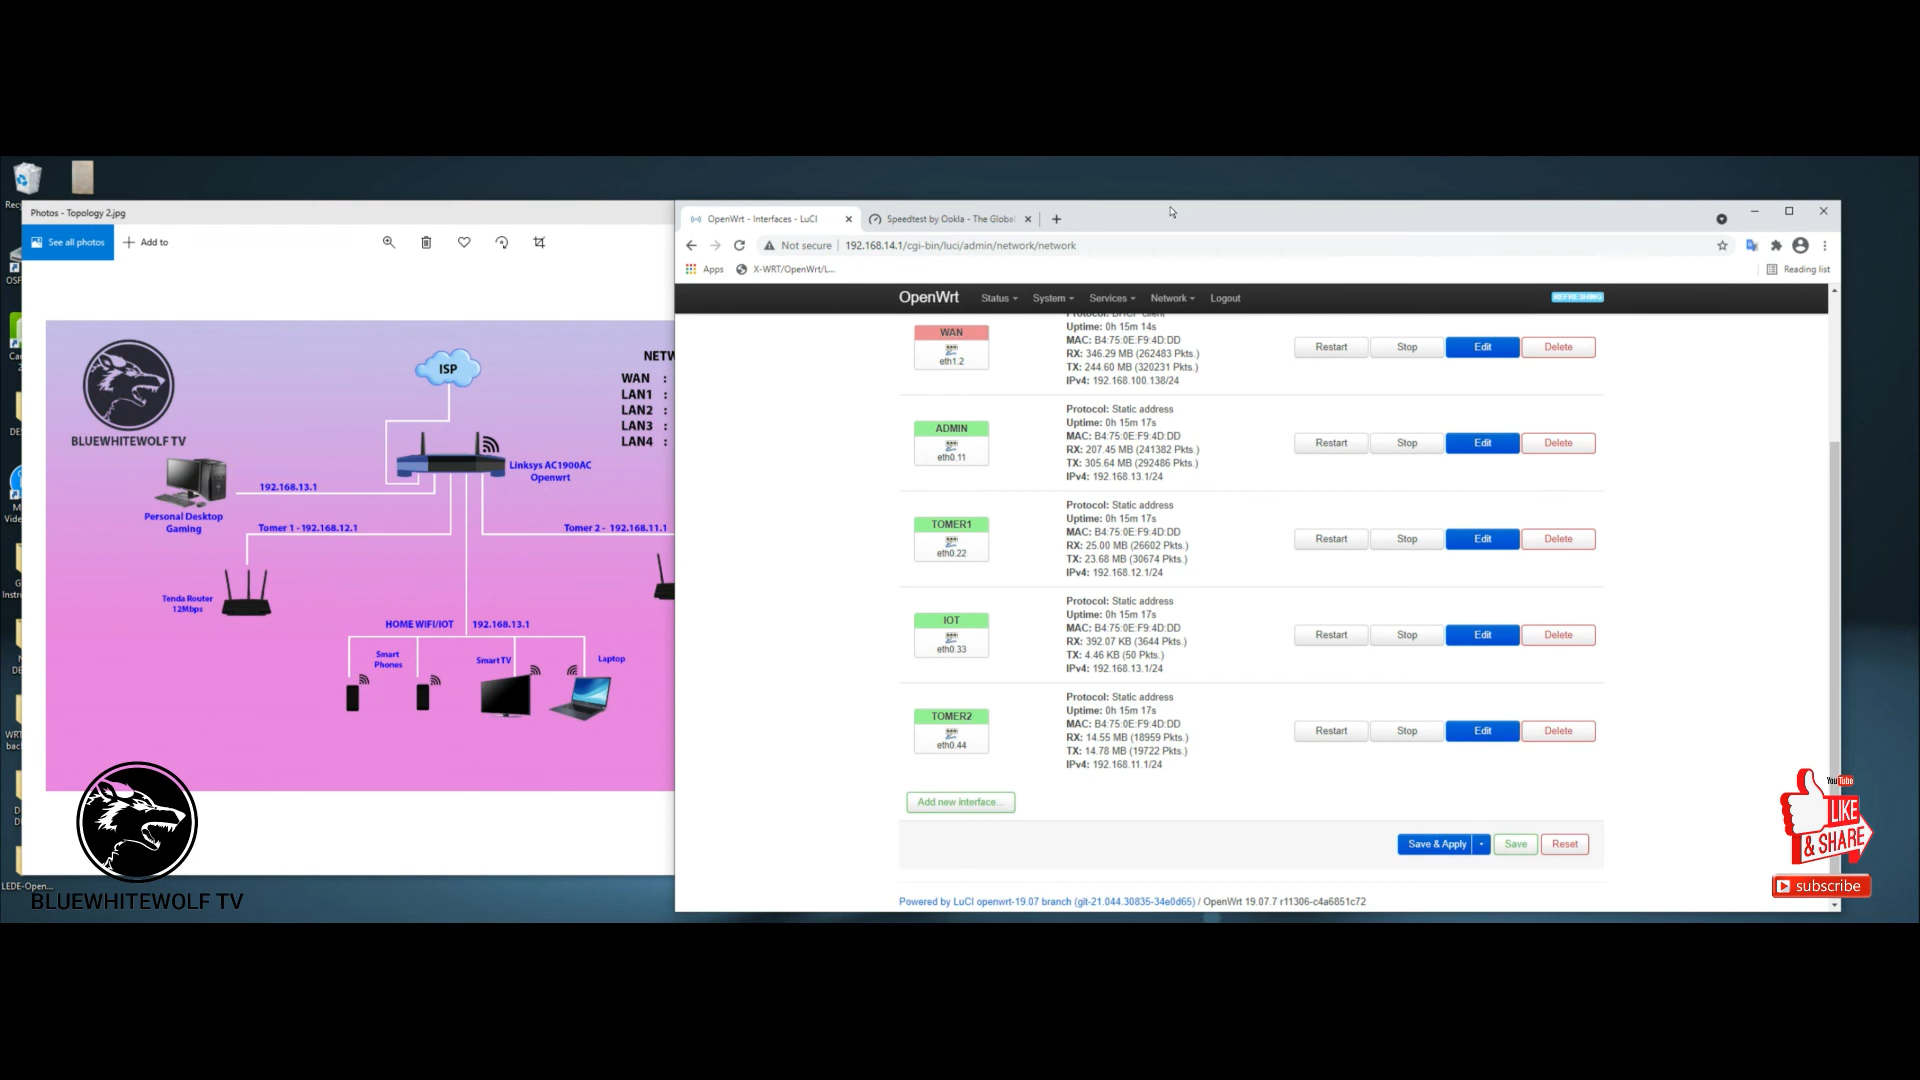 Photos - Topology 2.jpg
See all photos
Add to
BLUEWHITEWOLF TV
ISP
WAN :
LAN1 :
LAN2 :
LAN3 :
LAN4 :
Linksys AC1900AC
Openwrt
192.168.13.1
Personal Desktop
Gaming
Tomer 1 - 192.168.12.1
Tomer 2 - 192.168.11.1
Tenda Router
12Mbps
HOME WIFI/IOT 192.168.13.1
Smart
Phones
Smart TV
Laptop
BLUEWHITEWOLF TV
OpenWrt - Interfaces - LuCI
Speedtest by Ookla - The Global
Not secure 192.168.14.1/cgi-bin/luci/admin/network/network
Apps X-WRT/OpenWrt/L...
Reading list
OpenWrt Status System Services Network Logout
REFRESHING
WAN
eth1.2
Protocol: DHCP client
Uptime: 0h 15m 14s
MAC: B4:75:0E:F9:4D:DD
RX: 346.29 MB (262483 Pkts.)
TX: 244.60 MB (320231 Pkts.)
IPv4: 192.168.100.138/24
Restart Stop Edit Delete
ADMIN
eth0.11
Protocol: Static address
Uptime: 0h 15m 17s
MAC: B4:75:0E:F9:4D:DD
RX: 207.45 MB (241382 Pkts.)
TX: 305.64 MB (292486 Pkts.)
IPv4: 192.168.13.1/24
Restart Stop Edit Delete
TOMER1
eth0.22
Protocol: Static address
Uptime: 0h 15m 17s
MAC: B4:75:0E:F9:4D:DD
RX: 25.00 MB (26602 Pkts.)
TX: 23.68 MB (30674 Pkts.)
IPv4: 192.168.12.1/24
Restart Stop Edit Delete
IOT
eth0.33
Protocol: Static address
Uptime: 0h 15m 17s
MAC: B4:75:0E:F9:4D:DD
RX: 392.07 KB (3644 Pkts.)
TX: 4.46 KB (50 Pkts.)
IPv4: 192.168.13.1/24
Restart Stop Edit Delete
TOMER2
eth0.44
Protocol: Static address
Uptime: 0h 15m 17s
MAC: B4:75:0E:F9:4D:DD
RX: 14.55 MB (18959 Pkts.)
TX: 14.78 MB (19722 Pkts.)
IPv4: 192.168.11.1/24
Restart Stop Edit Delete
Add new interface...
Save & Apply Save Reset
Powered by LuCI openwrt-19.07 branch (git-21.044.30835-34e0d65) / OpenWrt 19.07.7 r11306-c4a6851c72
LEDE-Open...
YouTube
LIKE
& SHARE
subscribe